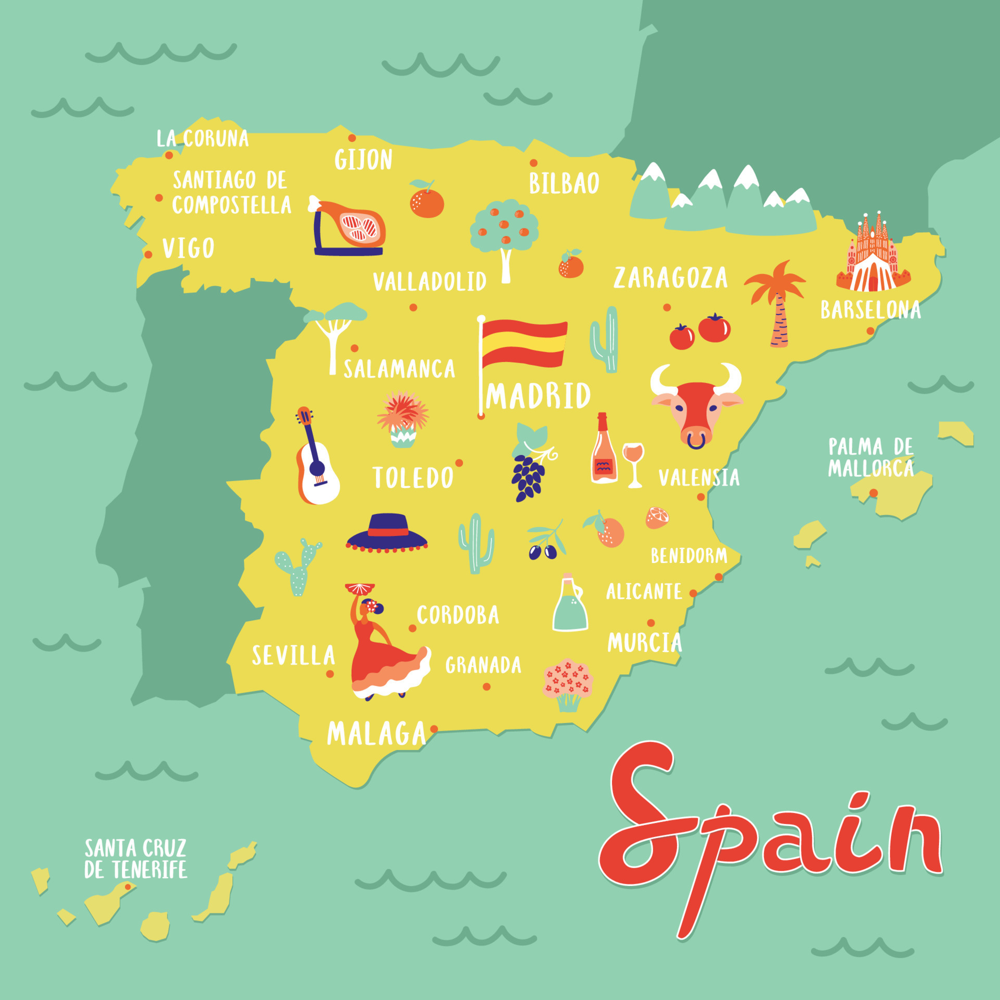 LA CORUNA
GIJON
SANTIAGO DE
COMPOSTELLA
BILBAO
VIGO
VALLADOLID
ZARAGOZA
BARSELONA
SALAMANCA
MADRID
TOLEDO
VALENSIA
PALMA DE
MALLORCA
BENIDORM
ALICANTE
CORDOBA
MURCIA
SEVILLA
GRANADA
MALAGA
Spain
SANTA CRUZ
DE TENERIFE